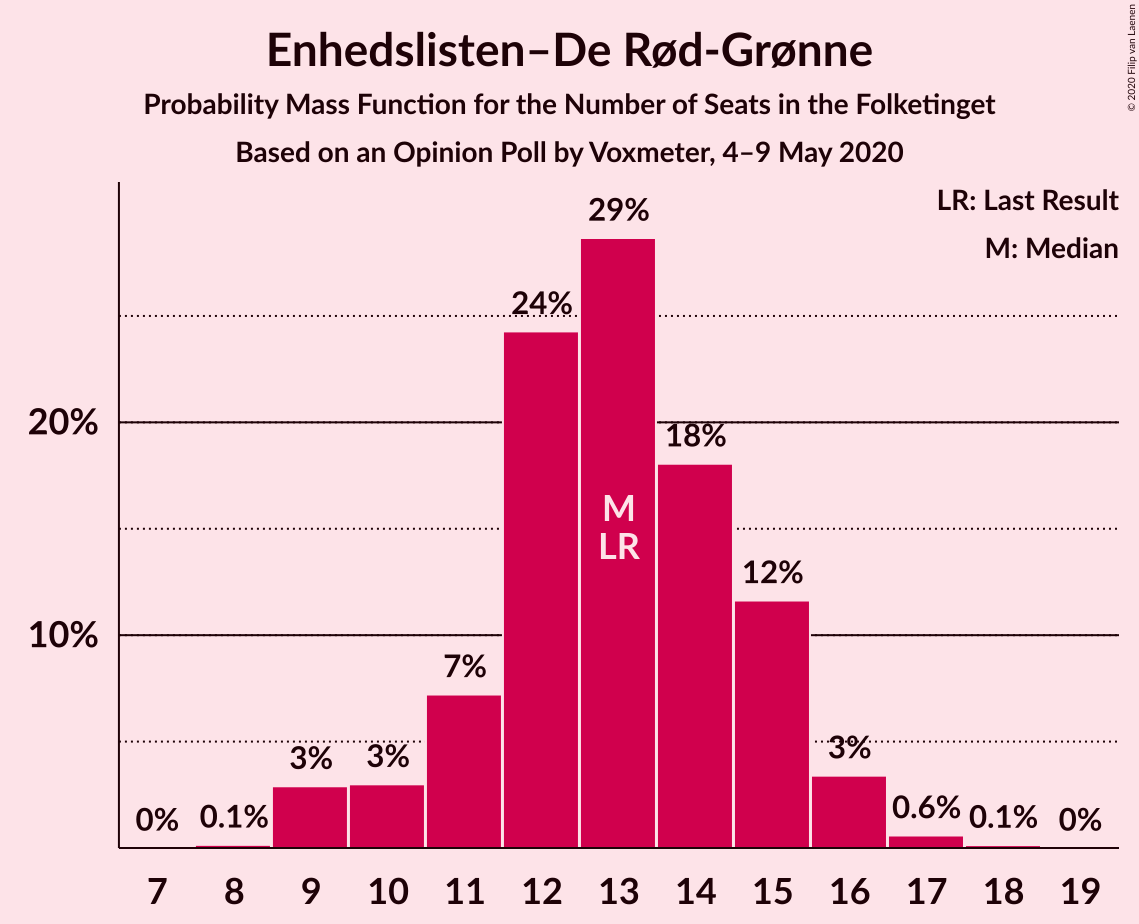 Enhedslisten–De Rød-Grønne
Probability Mass Function for the Number of Seats in the Folketinget
Based on an Opinion Poll by Voxmeter, 4–9 May 2020
© 2020 Filip van Laenen
LR: Last Result
M: Median
29%
24%
20%
18%
M
LR
12%
10%
7%
3%
3%
3%
0%
0.1%
0.6%
0.1%
0%
7 8 9 10 11 12 13 14 15 16 17 18 19